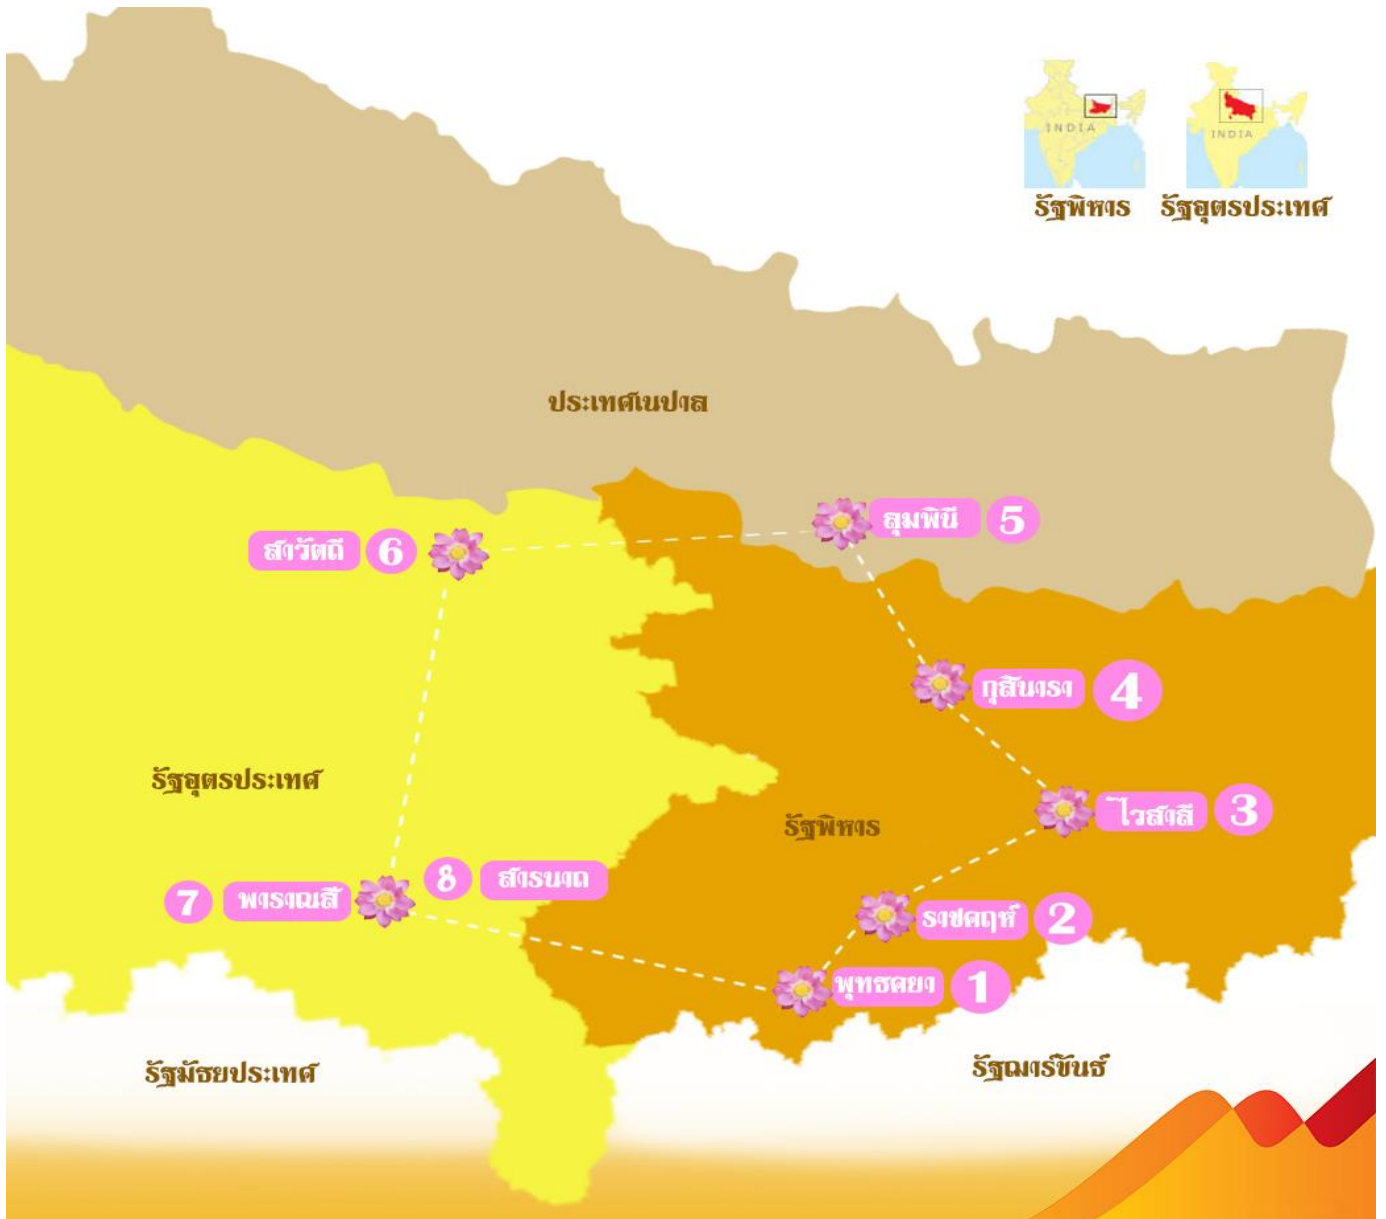 INDIA
INDIA
รัฐพิหาร
รัฐอุตรประเทศ
ประเทศเนปาล
ลุมพินี 5
สาวัตถี 6
กุสินารา 4
รัฐอุตรประเทศ
ไวสาลี 3
รัฐพิหาร
8 สารนาถ
7 พาราณสี
ราชคฤห์ 2
พุทธคยา 1
รัฐมัธยประเทศ
รัฐฌาร์ขันธ์